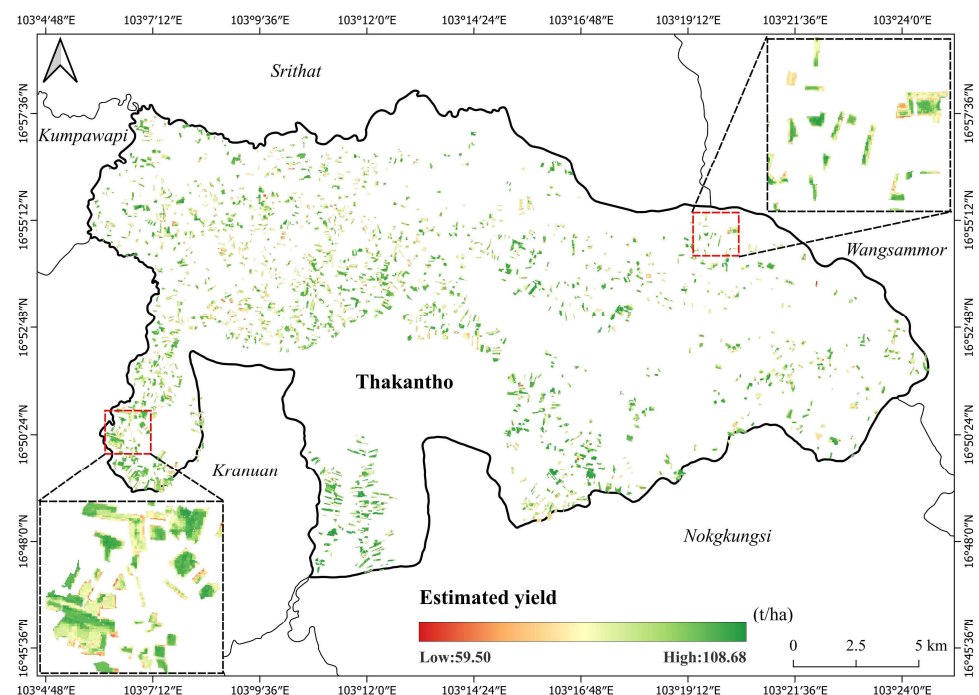 103°4′48″E 103°7′12″E 103°9′36″E 103°12′0″E 103°14′24″E 103°16′48″E 103°19′12″E 103°21′36″E 103°24′0″E
Srithat
16°57′36″N
16°57′36″N
Kumpawapi
16°55′12″N
16°55′12″N
Wangsammor
16°52′48″N
16°52′48″N
Thakantho
16°50′24″N
16°50′24″N
Kranuan
16°48′0″N
16°48′0″N
Nokgkungsi
Estimated yield
(t/ha)
Low:59.50
High:108.68
0 2.5 5 km
16°45′36″N
16°45′36″N
103°4′48″E 103°7′12″E 103°9′36″E 103°12′0″E 103°14′24″E 103°16′48″E 103°19′12″E 103°21′36″E 103°24′0″E